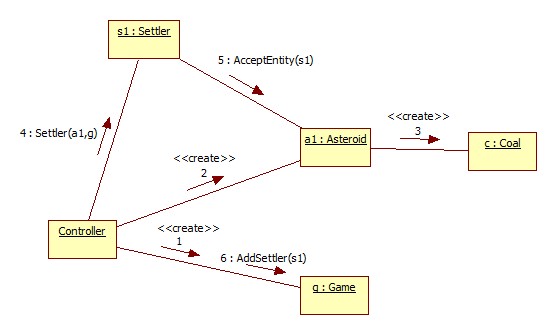 s1 : Settler
5 : AcceptEntity(s1)
<<create>>
3
4 : Settler(a1,g)
a1 : Asteroid
c : Coal
<<create>>
2
Controller
<<create>>
1
6 : AddSettler(s1)
g : Game